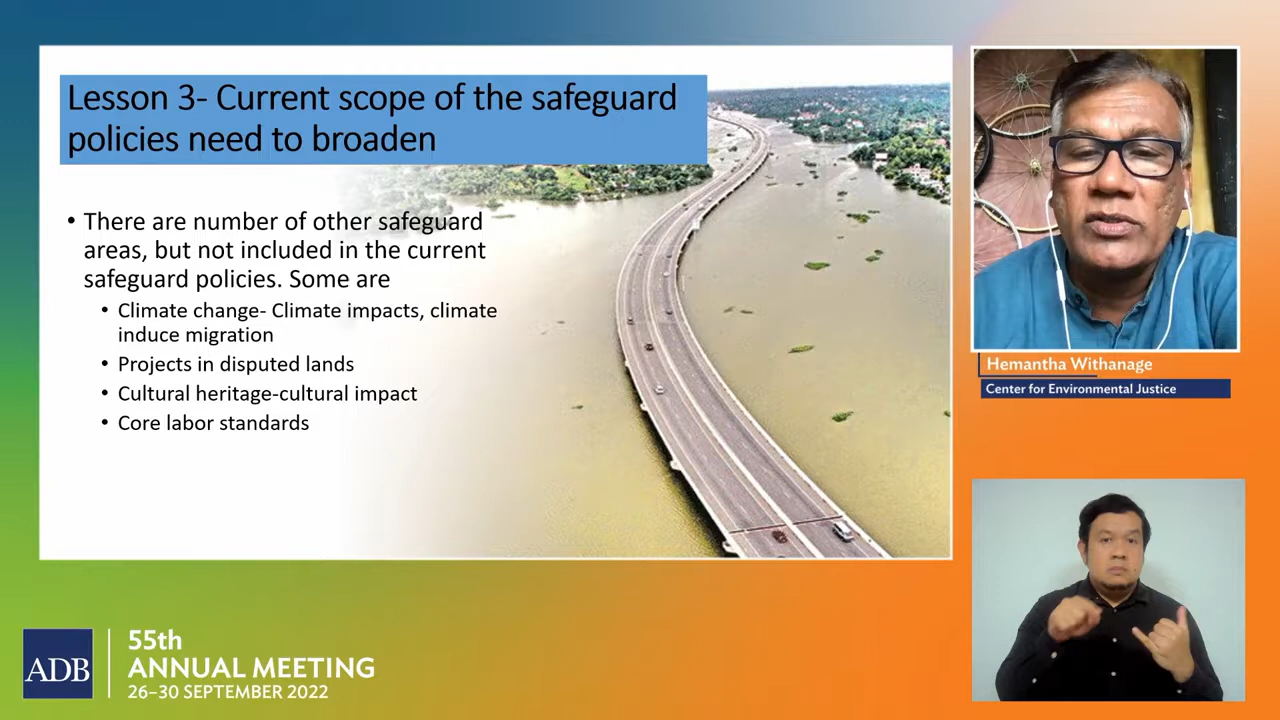 Lesson 3- Current scope of the safeguard
policies need to broaden
• There are number of other safeguard
areas, but not included in the current
safeguard policies. Some are
• Climate change- Climate impacts, climate
induce migration
• Projects in disputed lands
• Cultural heritage-cultural impact
• Core labor standards
Hemantha Withanage
Center for Environmental Justice
ADB
55th
ANNUAL MEETING
26–30 SEPTEMBER 2022